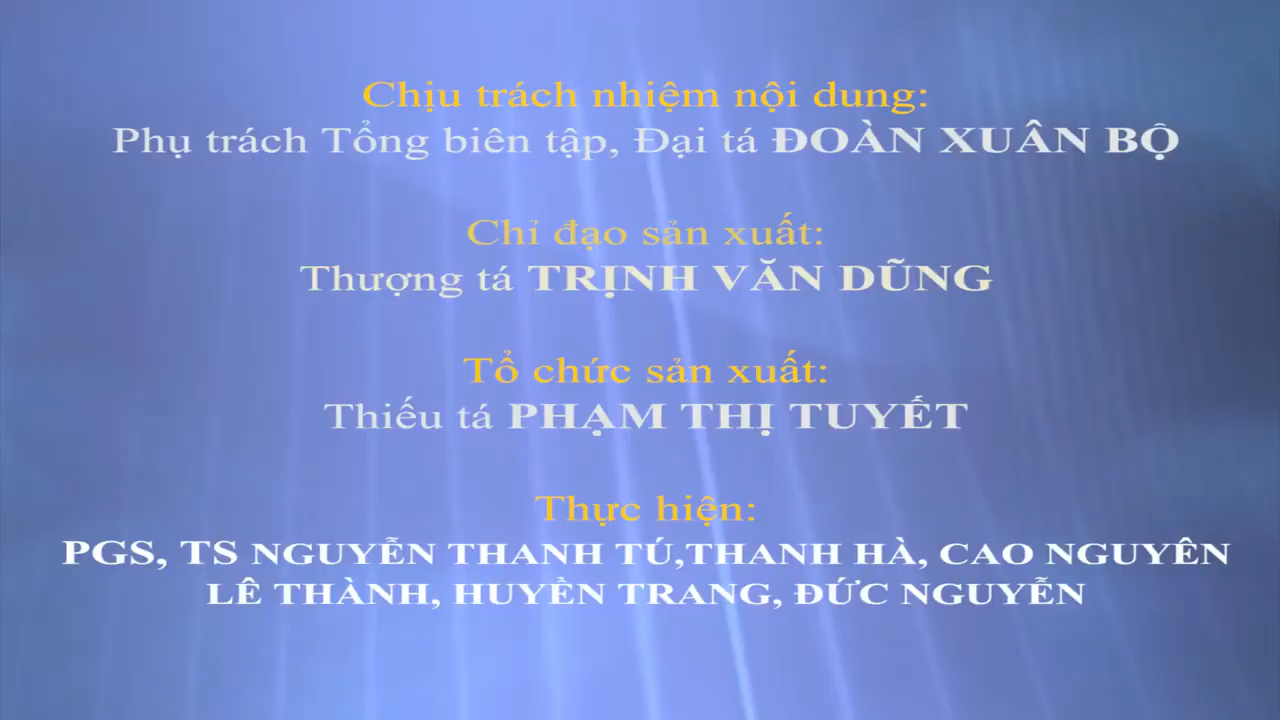 Chịu trách nhiệm nội dung:
Phụ trách Tổng biên tập, Đại tá ĐOÀN XUÂN BỘ
Chỉ đạo sản xuất:
Thượng tá TRỊNH VĂN DŨNG
Tổ chức sản xuất:
Thiếu tá PHẠM THỊ TUYẾT
Thực hiện:
PGS, TS NGUYỄN THANH TÚ,THANH HÀ, CAO NGUYÊN
LÊ THÀNH, HUYỀN TRANG, ĐỨC NGUYỄN